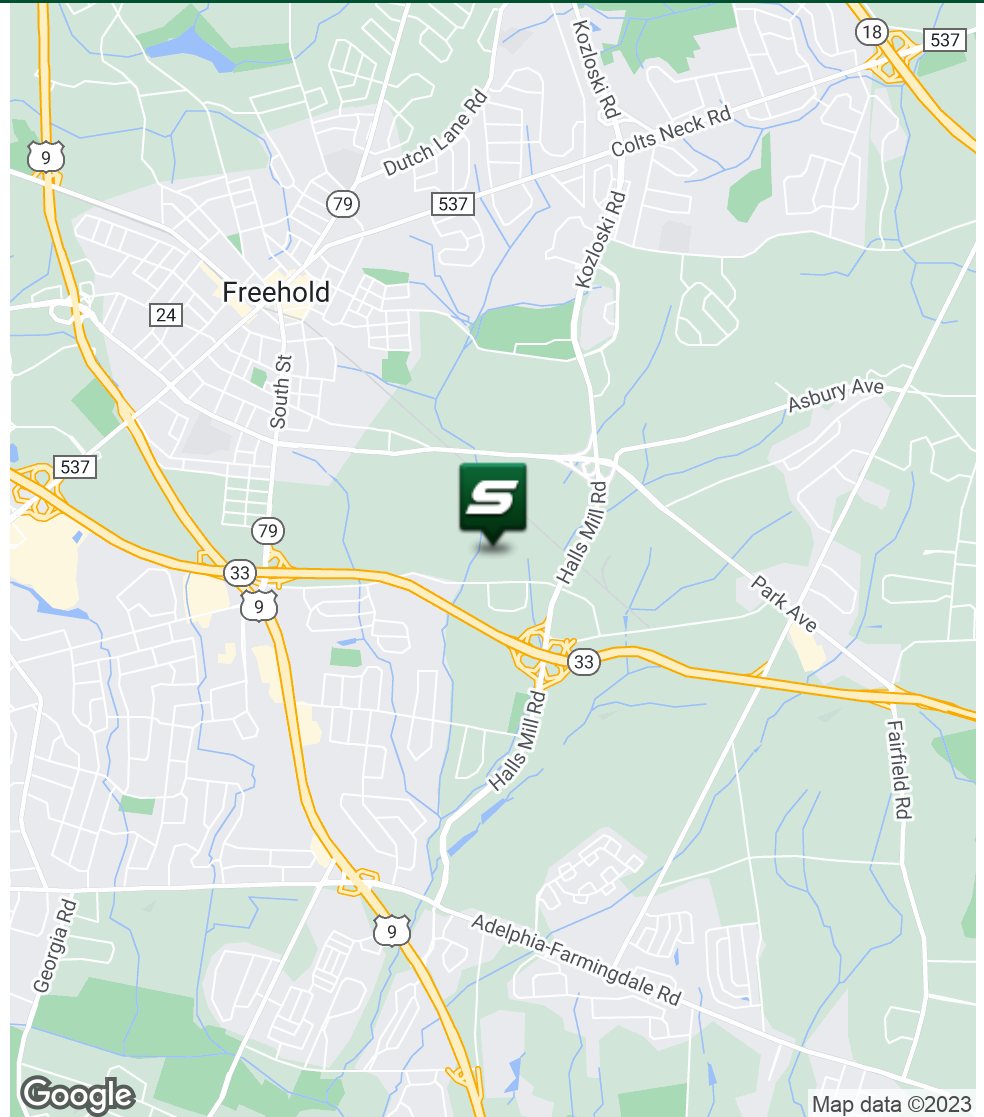 18
537
Kozloski Rd
Dutch Lane Rd
Colts Neck Rd
9
79
537
Kozloski Rd
Freehold
24
South St
Asbury Ave
537
S
Halls Mill Rd
79
33
9
Park Ave
33
Halls Mill Rd
Fairfield Rd
Georgia Rd
9
Adelphia-Farmingdale Rd
Google
Map data ©2023